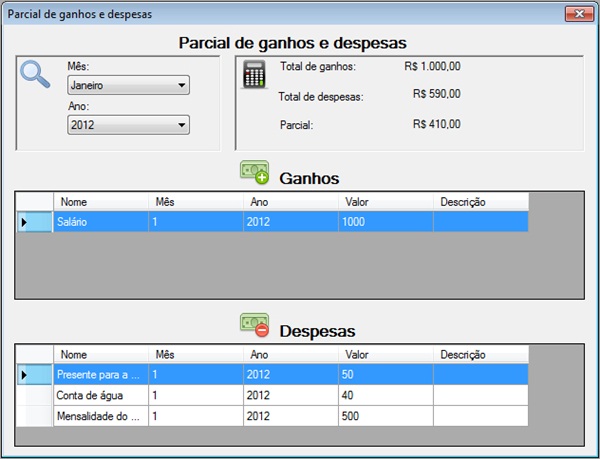 Parcial de ganhos e despesas
Parcial de ganhos e despesas
Mês:
Janeiro
Ano:
2012
Total de ganhos: R$ 1.000,00
Total de despesas: R$ 590,00
Parcial: R$ 410,00
Ganhos
Nome Mês Ano Valor Descrição
Salário 1 2012 1000
Despesas
Nome Mês Ano Valor Descrição
Presente para a ... 1 2012 50
Conta de água 1 2012 40
Mensalidade do ... 1 2012 500